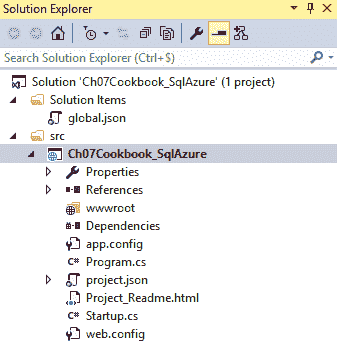 Solution Explorer
Search Solution Explorer (Ctrl+$)
Solution 'Ch07Cookbook_SqlAzure' (1 project)
Solution Items
global.json
src
Ch07Cookbook_SqlAzure
Properties
References
wwwroot
Dependencies
app.config
C# Program.cs
project.json
Project_Readme.html
C# Startup.cs
web.config